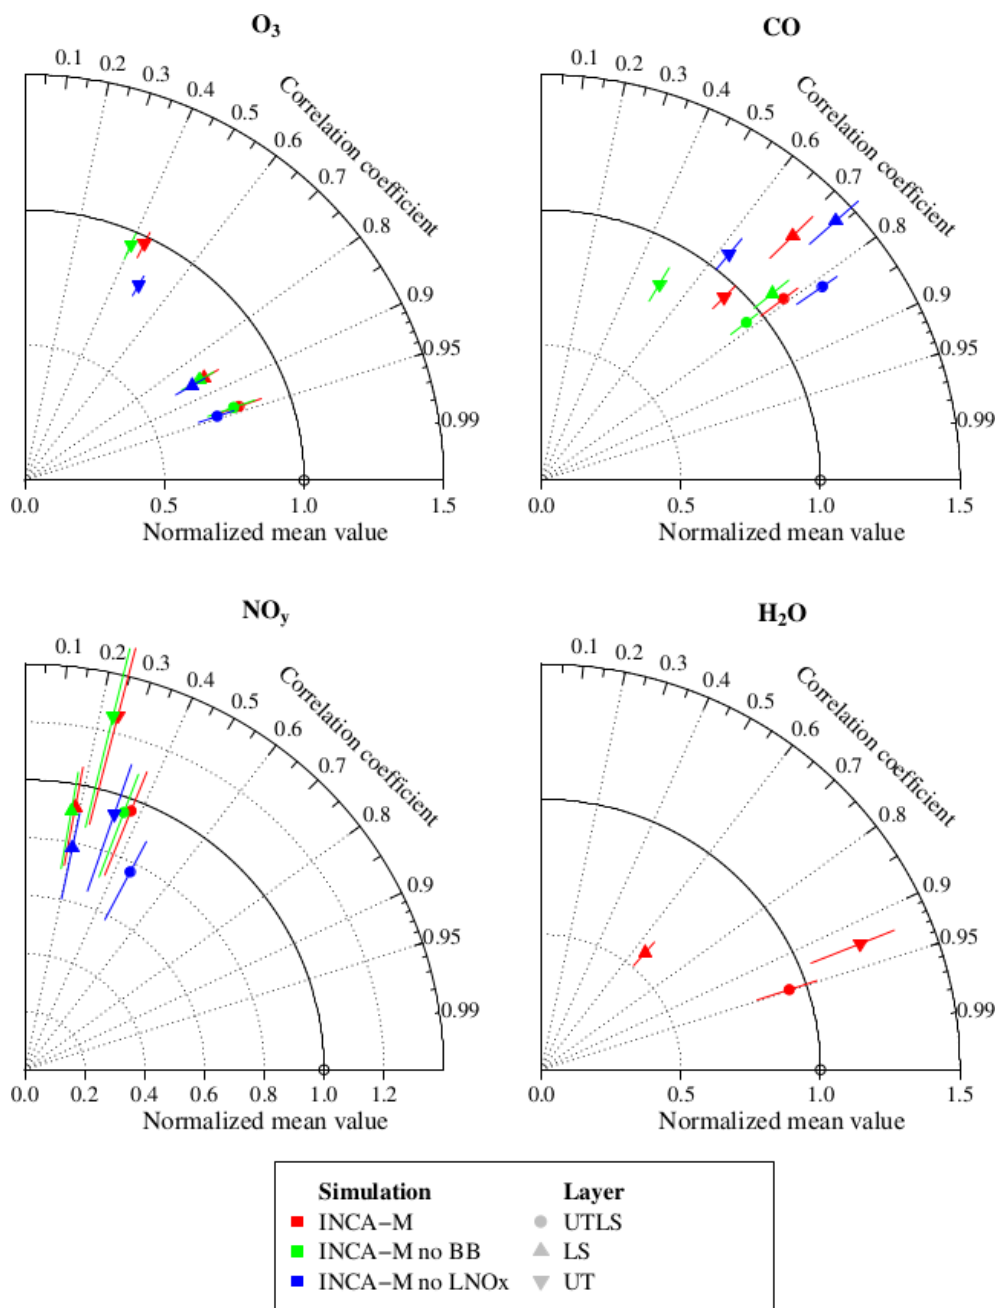 O₃
0.1 0.2 0.3 0.4 0.5 0.6 0.7 0.8 0.9 0.95 0.99
Correlation coefficient
0.0 0.5 1.0 1.5
Normalized mean value
CO
0.1 0.2 0.3 0.4 0.5 0.6 0.7 0.8 0.9 0.95 0.99
Correlation coefficient
0.0 0.5 1.0 1.5
Normalized mean value
NOy
0.1 0.2 0.3 0.4 0.5 0.6 0.7 0.8 0.9 0.95 0.99
Correlation coefficient
0.0 0.2 0.4 0.6 0.8 1.0 1.2
Normalized mean value
H₂O
0.1 0.2 0.3 0.4 0.5 0.6 0.7 0.8 0.9 0.95 0.99
Correlation coefficient
0.0 0.5 1.0 1.5
Normalized mean value
Simulation Layer
INCA−M UTLS
INCA−M no BB LS
INCA−M no LNOx UT